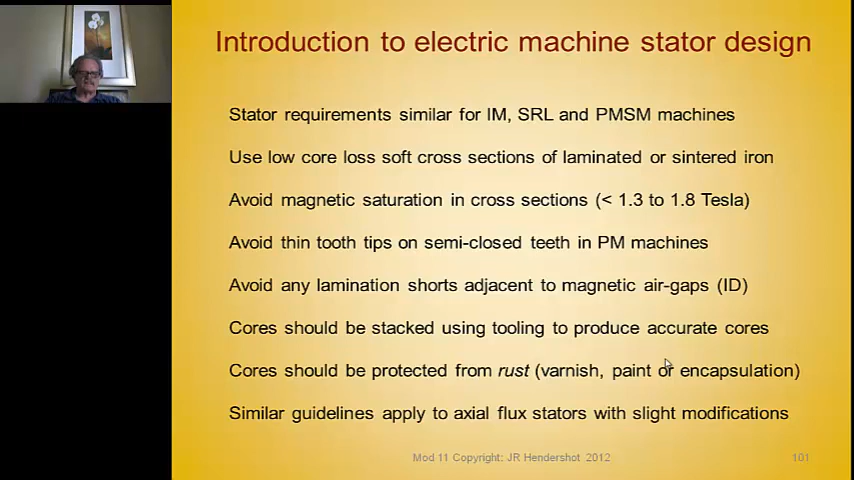 Introduction to electric machine stator design
Stator requirements similar for IM, SRL and PMSM machines
Use low core loss soft cross sections of laminated or sintered iron
Avoid magnetic saturation in cross sections (< 1.3 to 1.8 Tesla)
Avoid thin tooth tips on semi-closed teeth in PM machines
Avoid any lamination shorts adjacent to magnetic air-gaps (ID)
Cores should be stacked using tooling to produce accurate cores
Cores should be protected from rust (varnish, paint or encapsulation)
Similar guidelines apply to axial flux stators with slight modifications
Mod 11 Copyright: JR Hendershot 2012
101